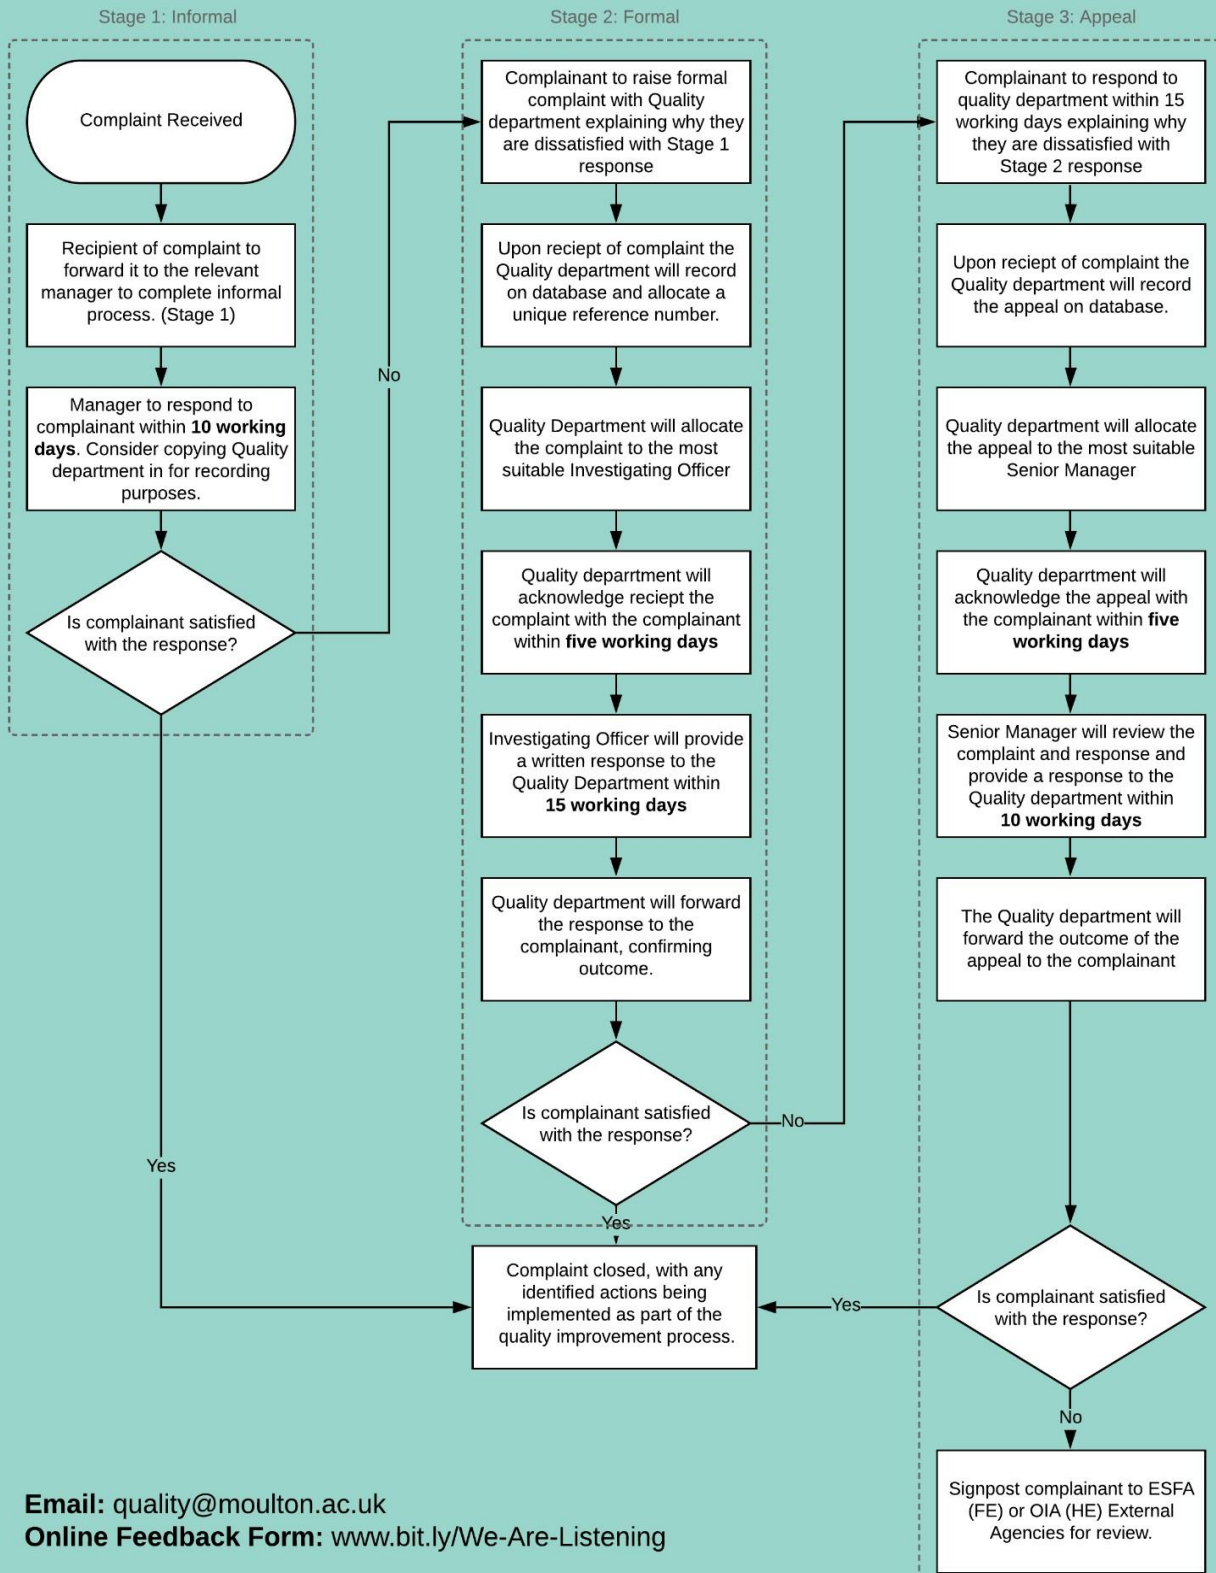 Stage 1: Informal
Complaint Received
Recipient of complaint to
forward it to the relevant
manager to complete informal
process. (Stage 1)
Manager to respond to
complainant within 10 working
days. Consider copying Quality
department in for recording
purposes.
Is complainant satisfied
with the response?
No
Yes
Stage 2: Formal
Complainant to raise formal
complaint with Quality
department explaining why they
are dissatisfied with Stage 1
response
Upon reciept of complaint the
Quality department will record
on database and allocate a
unique reference number.
Quality Department will allocate
the complaint to the most
suitable Investigating Officer
Quality deparrtment will
acknowledge reciept the
complaint with the complainant
within five working days
Investigating Officer will provide
a written response to the
Quality Department within
15 working days
Quality department will forward
the response to the
complainant, confirming
outcome.
Is complainant satisfied
with the response?
No
Yes
Complaint closed, with any
identified actions being
implemented as part of the
quality improvement process.
Stage 3: Appeal
Complainant to respond to
quality department within 15
working days explaining why
they are dissatisfied with
Stage 2 response
Upon reciept of complaint the
Quality department will record
the appeal on database.
Quality department will allocate
the appeal to the most suitable
Senior Manager
Quality deparrtment will
acknowledge the appeal with
the complainant within five
working days
Senior Manager will review the
complaint and response and
provide a response to the
Quality department within
10 working days
The Quality department will
forward the outcome of the
appeal to the complainant
Is complainant satisfied
with the response?
Yes
No
Signpost complainant to ESFA
(FE) or OIA (HE) External
Agencies for review.
Email: quality@moulton.ac.uk
Online Feedback Form: www.bit.ly/We-Are-Listening